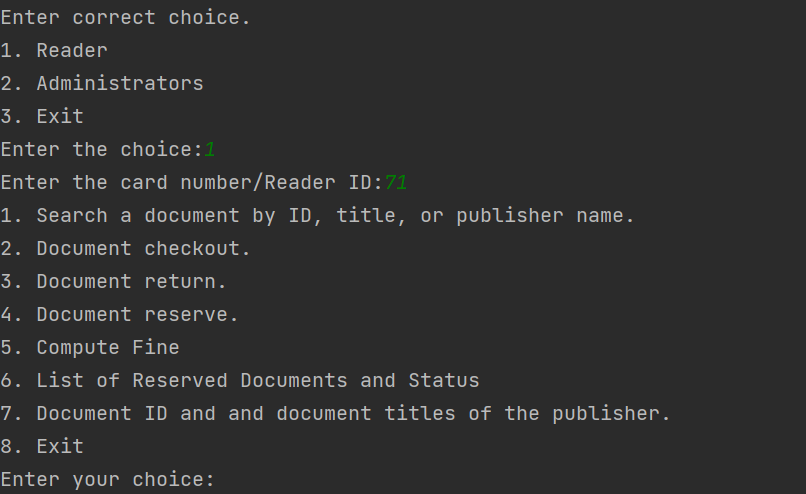 Enter correct choice.
1. Reader
2. Administrators
3. Exit
Enter the choice:1
Enter the card number/Reader ID:71
1. Search a document by ID, title, or publisher name.
2. Document checkout.
3. Document return.
4. Document reserve.
5. Compute Fine
6. List of Reserved Documents and Status
7. Document ID and and document titles of the publisher.
8. Exit
Enter your choice: